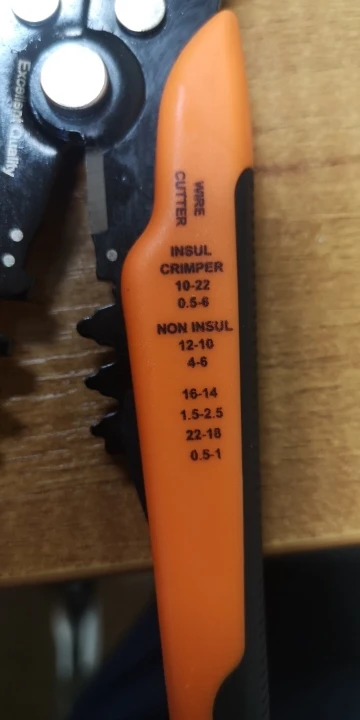 Excellent Quality
WIRE
CUTTER
INSUL
CRIMPER
10-22
0.5-6
NON INSUL
12-10
4-6
16-14
1.5-2.5
22-18
0.5-1